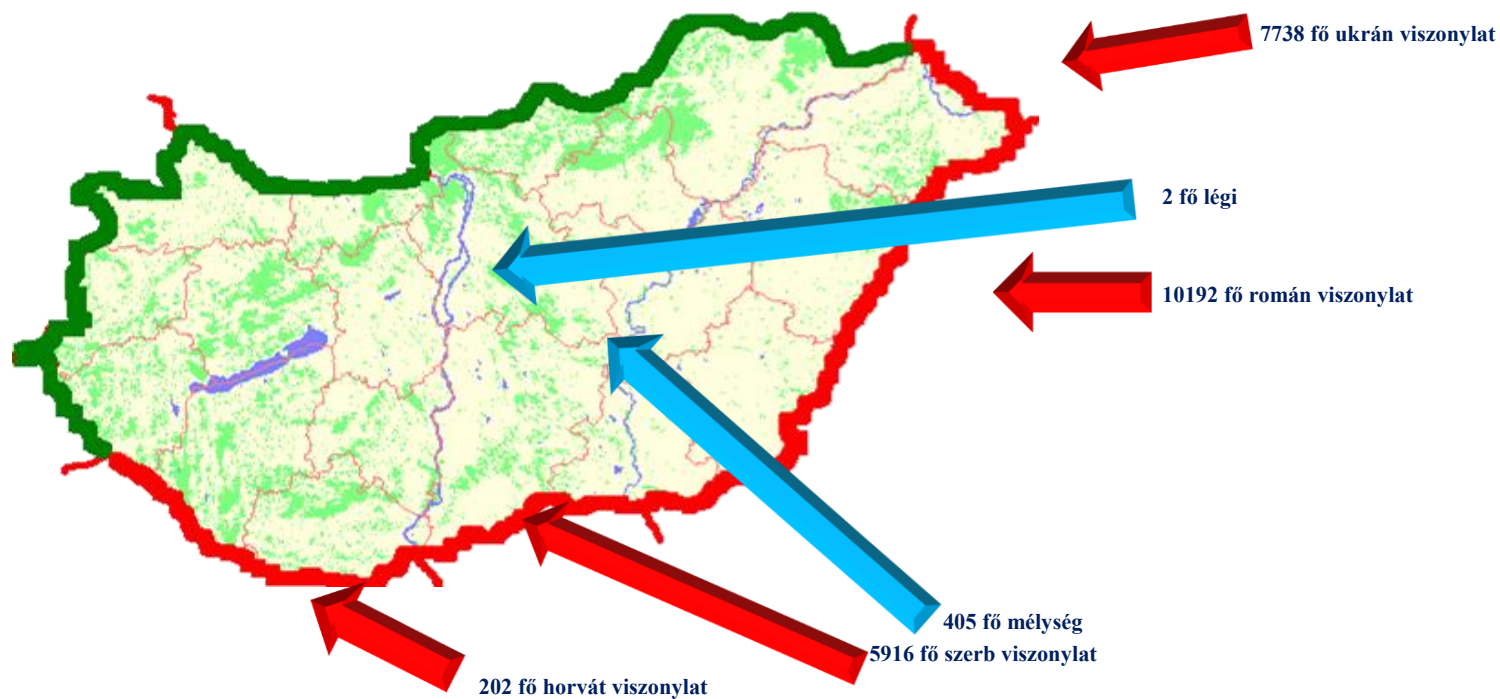 7738 fő ukrán viszonylat
2 fő légi
10192 fő román viszonylat
405 fő mélység
5916 fő szerb viszonylat
202 fő horvát viszonylat